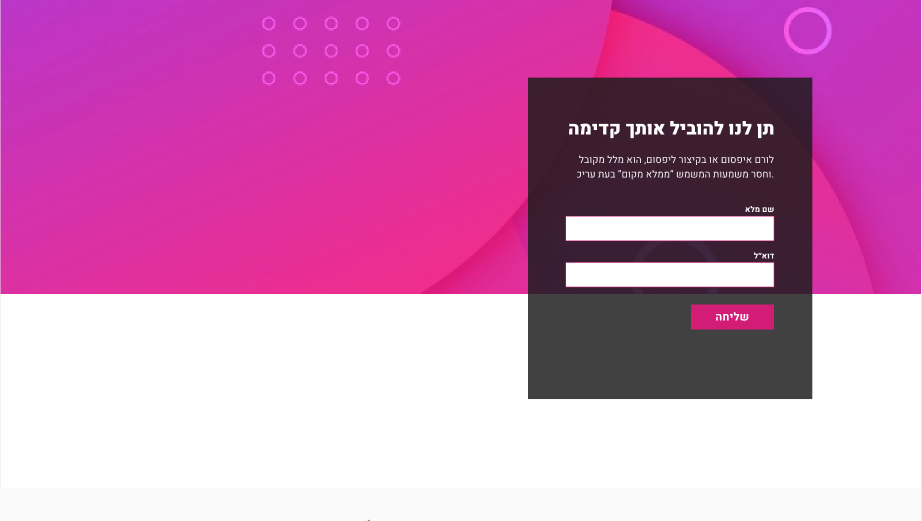 תן לנו להוביל אותך קדימה
לורם איפסום או בקיצור ליפסום, הוא מלל מקובל
.וחסר משמעות המשמש "ממלא מקום" בעת עריכ
שם מלא
דוא"ל
שליחה